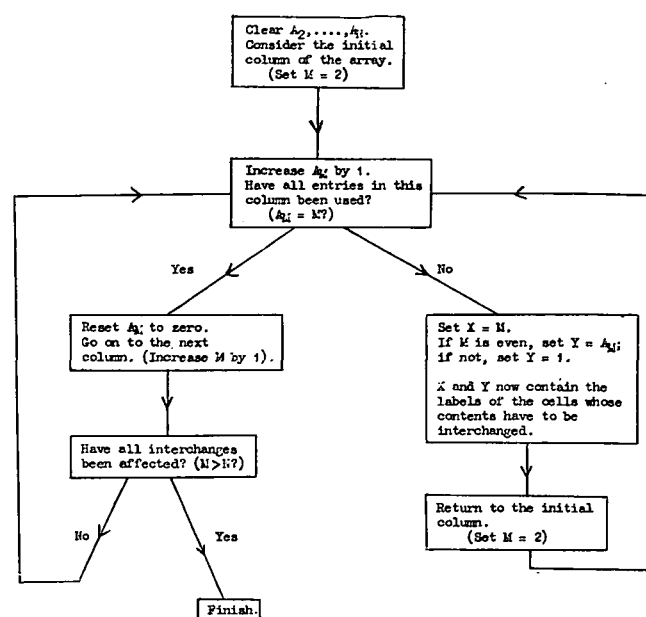 Clear A2,....,AN.
Consider the initial
column of the array.
(Set M = 2)
Increase AM by 1.
Have all entries in this
column been used?
(AM = M?)
Yes
No
Reset AM to zero.
Go on to the next
column. (Increase M by 1).
Set X = M.
If M is even, set Y = AM;
if not, set Y = 1.
X and Y now contain the
labels of the cells whose
contents have to be
interchanged.
Have all interchanges
been affected? (M>N?)
Return to the initial
column.
(Set M = 2)
No
Yes
Finish.